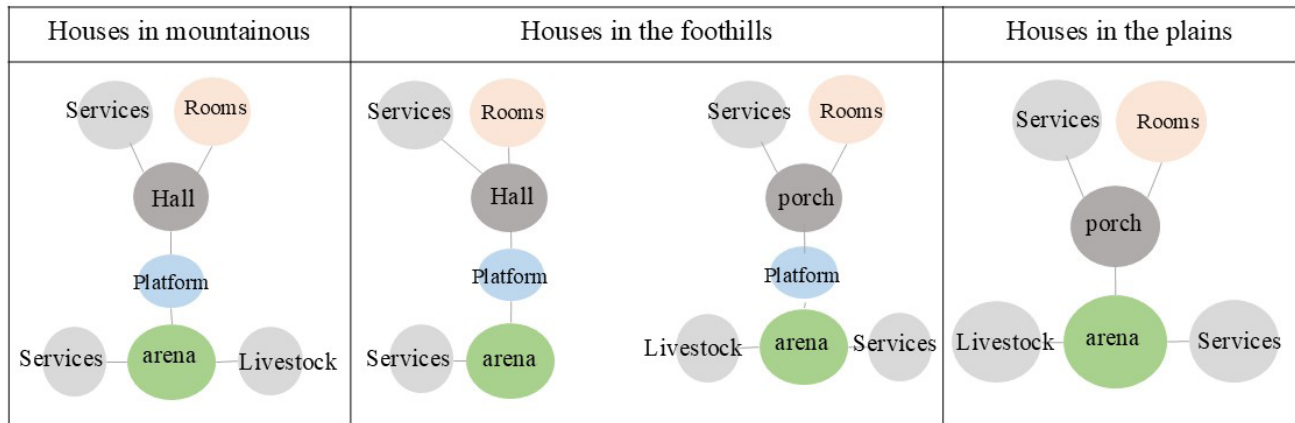 Houses in mountainous
Houses in the foothills
Houses in the plains
Services
Rooms
Hall
Platform
Services
arena
Livestock
Services
Rooms
Hall
Platform
Services
arena
Services
Rooms
porch
Platform
Livestock
arena
Services
Services
Rooms
porch
Livestock
arena
Services